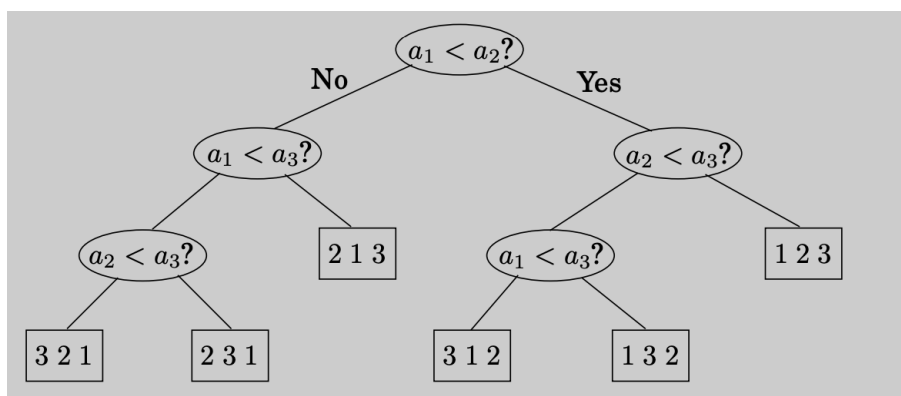 a₁ < a₂?
No
Yes
a₁ < a₃?
a₂ < a₃?
a₂ < a₃?
2 1 3
a₁ < a₃?
1 2 3
3 2 1
2 3 1
3 1 2
1 3 2